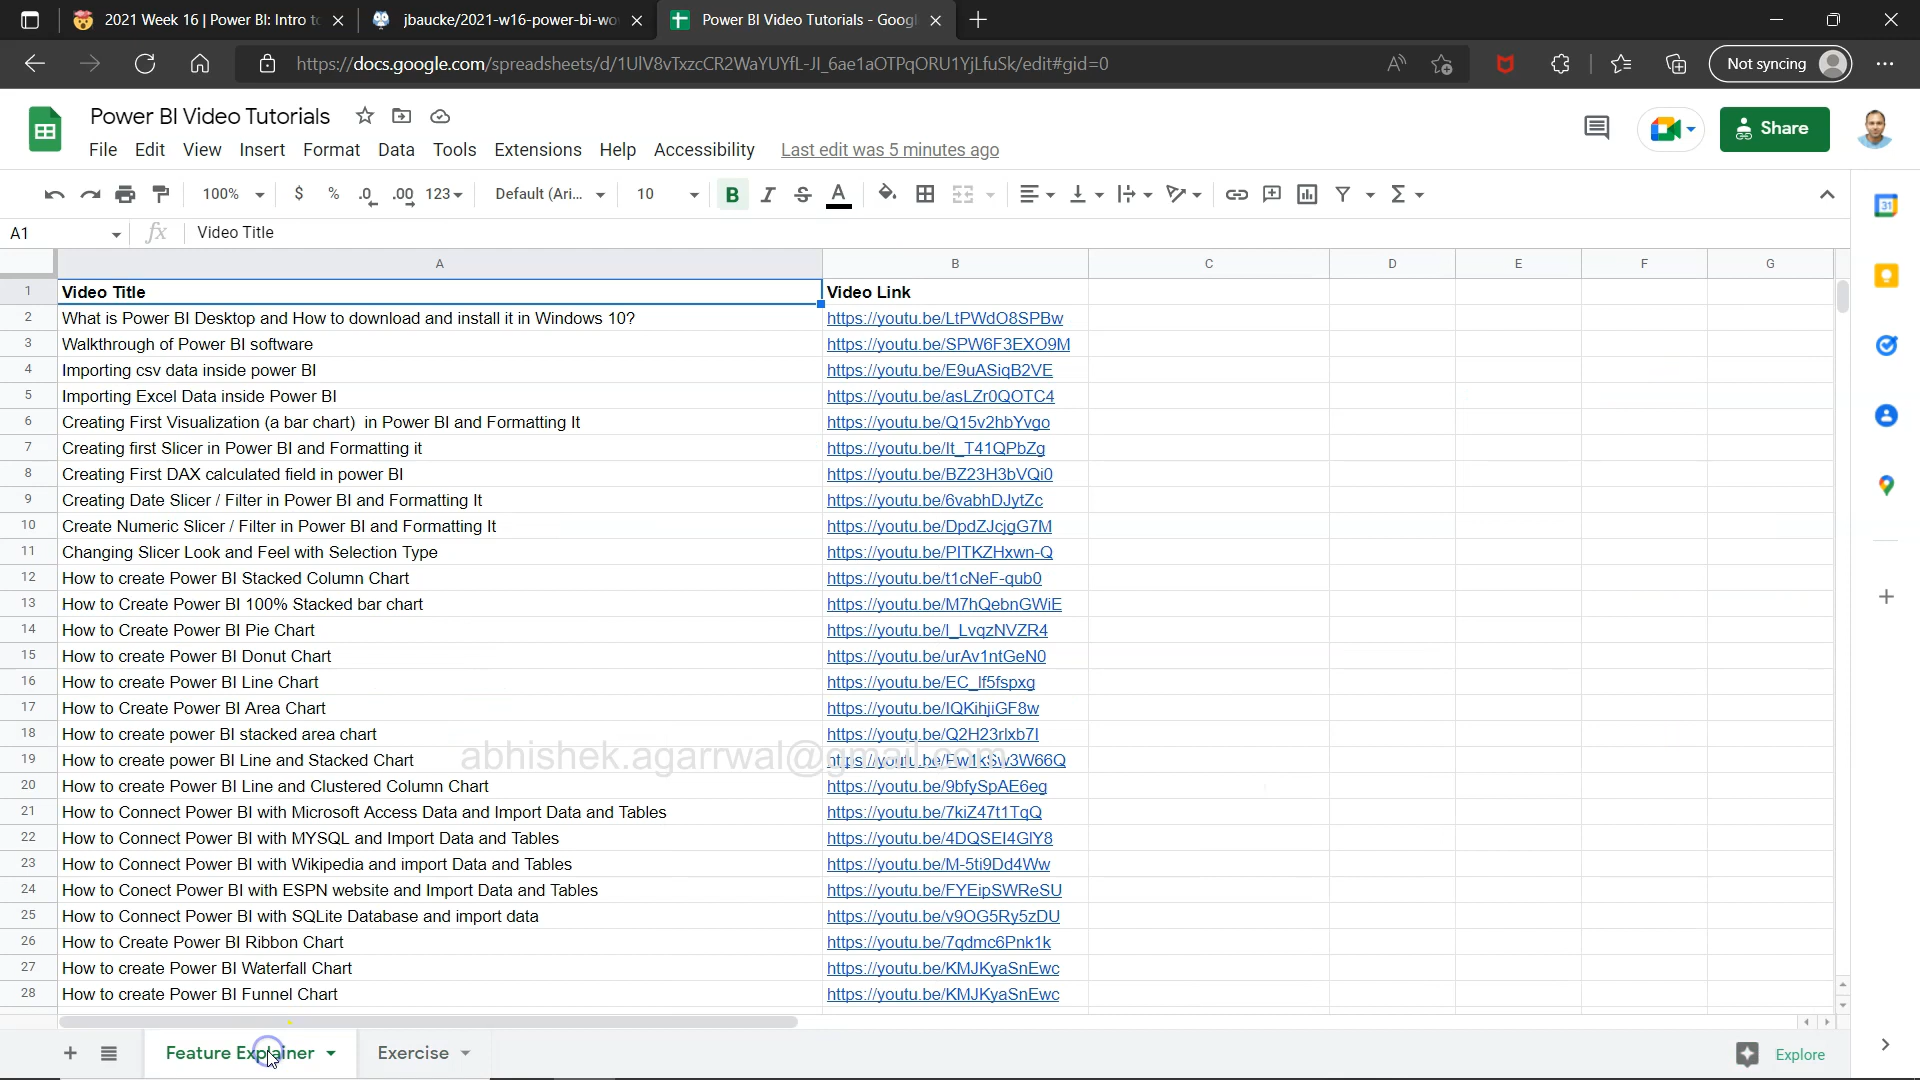 2021 Week 16 | Power BI: Intro to
jbaucke/2021-w16-power-bi-wo
Power BI Video Tutorials - Googl
https://docs.google.com/spreadsheets/d/1UlV8vTxzcCR2WaYUYfL-JI_6ae1aOTPqORU1YjLfuSk/edit#gid=0
Not syncing
Power BI Video Tutorials
File Edit View Insert Format Data Tools Extensions Help Accessibility Last edit was 5 minutes ago
Share
100% $ % .0 .00 123 Default (Ari... 10 B I S A
A1 fx Video Title
A B C D E F G
1 Video Title Video Link
2 What is Power BI Desktop and How to download and install it in Windows 10? https://youtu.be/LtPWdO8SPBw
3 Walkthrough of Power BI software https://youtu.be/SPW6F3EXO9M
4 Importing csv data inside power BI https://youtu.be/E9uASiqB2VE
5 Importing Excel Data inside Power BI https://youtu.be/asLZr0QOTC4
6 Creating First Visualization (a bar chart) in Power BI and Formatting It https://youtu.be/Q15v2hbYvgo
7 Creating first Slicer in Power BI and Formatting it https://youtu.be/It_T41QPbZg
8 Creating First DAX calculated field in power BI https://youtu.be/BZ23H3bVQi0
9 Creating Date Slicer / Filter in Power BI and Formatting It https://youtu.be/6vabhDJytZc
10 Create Numeric Slicer / Filter in Power BI and Formatting It https://youtu.be/DpdZJcjgG7M
11 Changing Slicer Look and Feel with Selection Type https://youtu.be/PITKZHxwn-Q
12 How to create Power BI Stacked Column Chart https://youtu.be/t1cNeF-qub0
13 How to Create Power BI 100% Stacked bar chart https://youtu.be/M7hQebnGWiE
14 How to Create Power BI Pie Chart https://youtu.be/l_LvqzNVZR4
15 How to create Power BI Donut Chart https://youtu.be/urAv1ntGeN0
16 How to create Power BI Line Chart https://youtu.be/EC_lf5fspxg
17 How to Create Power BI Area Chart https://youtu.be/IQKihjiGF8w
18 How to create power BI stacked area chart https://youtu.be/Q2H23rlxb7I
abhishek.agarrwal@gmail.com
19 How to create power BI Line and Stacked Chart
20 How to create Power BI Line and Clustered Column Chart https://youtu.be/9bfySpAE6eg
21 How to Connect Power BI with Microsoft Access Data and Import Data and Tables https://youtu.be/7kiZ47t1TqQ
22 How to Connect Power BI with MYSQL and Import Data and Tables https://youtu.be/4DQSEI4GlY8
23 How to Connect Power BI with Wikipedia and import Data and Tables https://youtu.be/M-5ti9Dd4Ww
24 How to Conect Power BI with ESPN website and Import Data and Tables https://youtu.be/FYEipSWReSU
25 How to Connect Power BI with SQLite Database and import data https://youtu.be/v9OG5Ry5zDU
26 How to Create Power BI Ribbon Chart https://youtu.be/7qdmc6Pnk1k
27 How to create Power BI Waterfall Chart https://youtu.be/KMJKyaSnEwc
28 How to create Power BI Funnel Chart https://youtu.be/KMJKyaSnEwc
Feature Explainer Exercise Explore